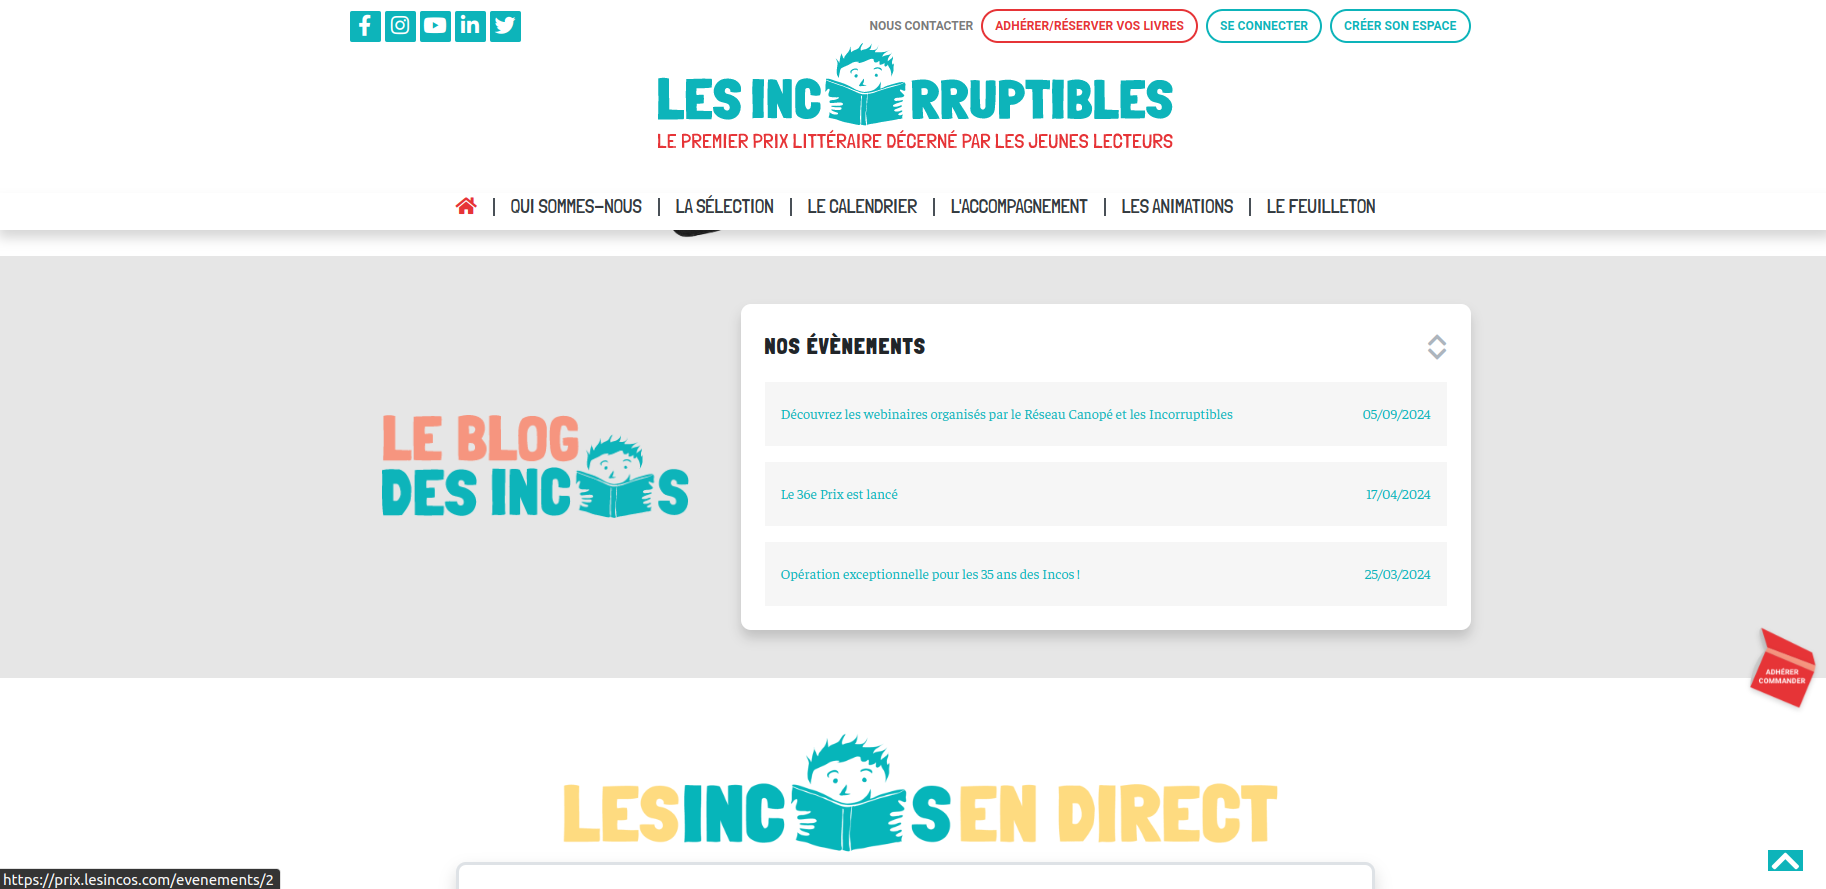 NOUS CONTACTER
ADHÉRER/RÉSERVER VOS LIVRES
SE CONNECTER
CRÉER SON ESPACE
LES INCORRUPTIBLES
LE PREMIER PRIX LITTÉRAIRE DÉCERNÉ PAR LES JEUNES LECTEURS
QUI SOMMES-NOUS | LA SÉLECTION | LE CALENDRIER | L'ACCOMPAGNEMENT | LES ANIMATIONS | LE FEUILLETON
LE BLOG
DES INCOS
NOS ÉVÈNEMENTS
Découvrez les webinaires organisés par le Réseau Canopé et les Incorruptibles 05/09/2024
Le 36e Prix est lancé 17/04/2024
Opération exceptionnelle pour les 35 ans des Incos ! 25/03/2024
ADHÉRER
COMMANDER
LES INCOS EN DIRECT
https://prix.lesincos.com/evenements/2